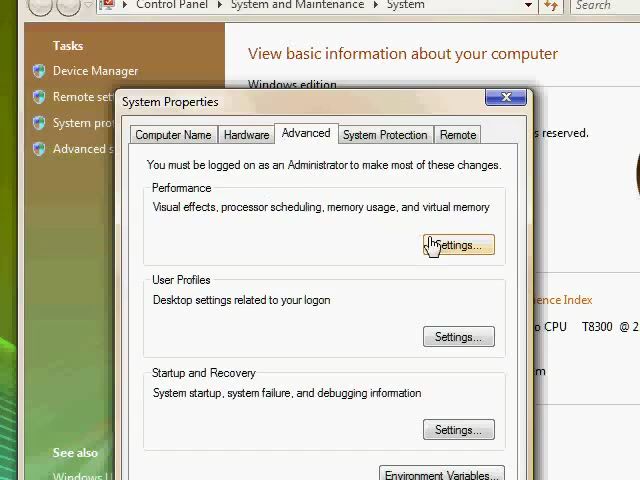 Control Panel
System and Maintenance
System
Search
Tasks
Device Manager
Remote set
System pro
Advanced s
See also
Windows U
View basic information about your computer
Windows edition
s reserved.
ence Index
o CPU T8300 @ 2
m
System Properties
Computer Name
Hardware
Advanced
System Protection
Remote
You must be logged on as an Administrator to make most of these changes.
Performance
Visual effects, processor scheduling, memory usage, and virtual memory
Settings...
User Profiles
Desktop settings related to your logon
Settings...
Startup and Recovery
System startup, system failure, and debugging information
Settings...
Environment Variables...